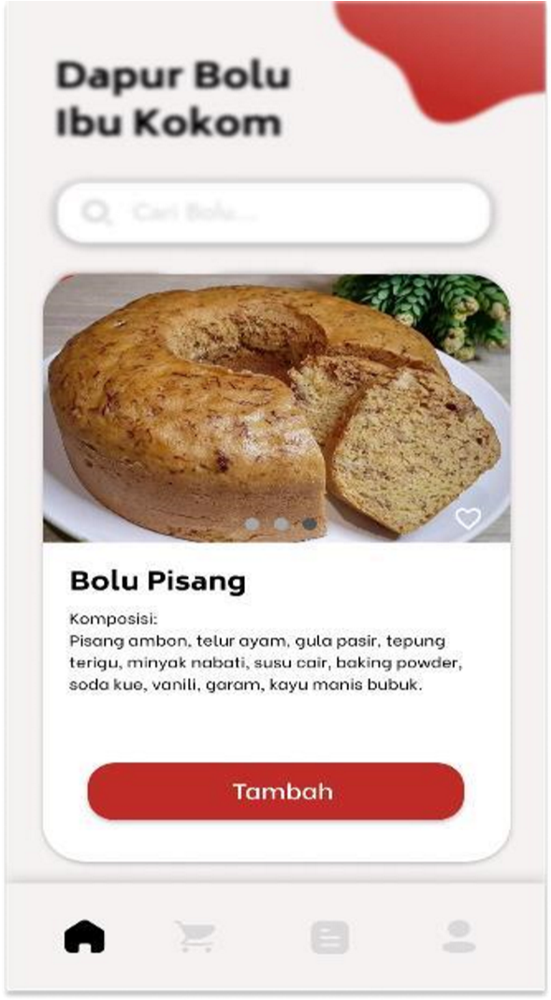 Dapur Bolu
Ibu Kokom
Cari Bolu...
Bolu Pisang
Komposisi:
Pisang ambon, telur ayam, gula pasir, tepung
terigu, minyak nabati, susu cair, baking powder,
soda kue, vanili, garam, kayu manis bubuk.
Tambah